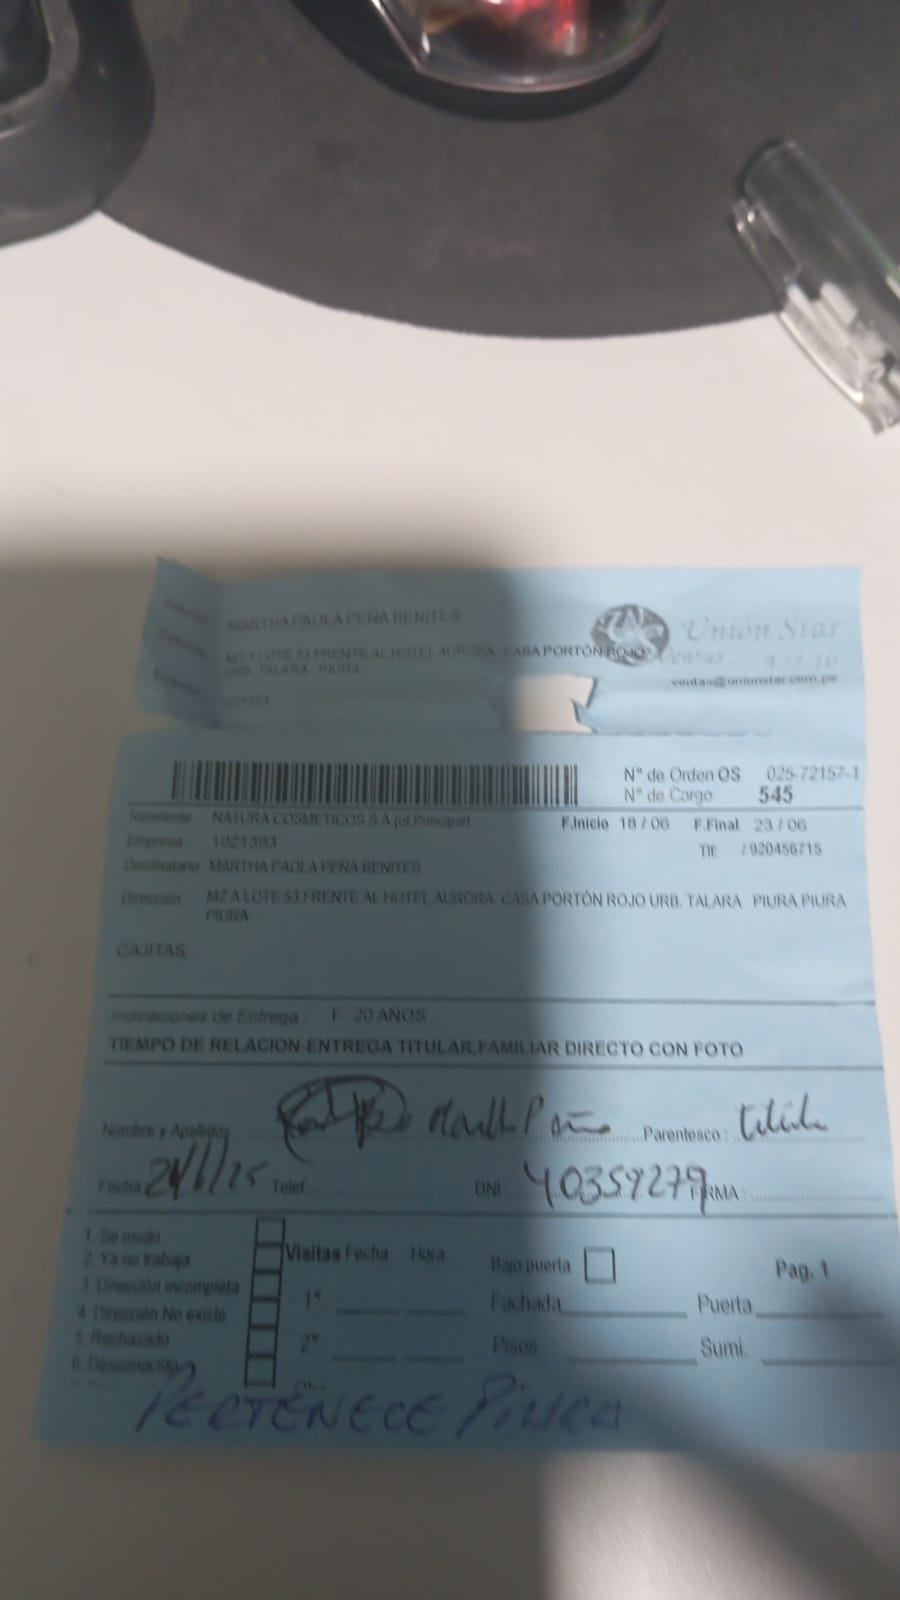 MARTHA PAOLA PEÑA BENITES
Unión Star
MZ A LOTE 53 FRENTE AL HOTEL AURORA. CASA PORTÓN ROJO
URB. TALARA PIURA
Ventas :
ventas@unionstar.com.pe
1021393
N° de Orden OS 025-72157-1
N° de Cargo 545
Remitente NATURA COSMETICOS S.A (of.Principal) F.Inicio 18 / 06 F.Final 23 / 06
Empresa 1021393 Tlf: / 920456715
Destinatario MARTHA PAOLA PEÑA BENITES
Dirección MZ A LOTE 53 FRENTE AL HOTEL AURORA. CASA PORTÓN ROJO URB. TALARA PIURA PIURA
PIURA
CAJITAS
Indicaciones de Entrega : F -20 AÑOS
TIEMPO DE RELACION-ENTREGA TITULAR,FAMILIAR DIRECTO CON FOTO
Nombre y Apellidos Martha Peña Parentesco : titular
Fecha 21/6/25 Telef. DNI 40359279 FIRMA :
1. Se mudo
2. Ya no trabaja
3. Dirección incompleta
4. Dirección No existe
5. Rechazado
6. Desconocido
Visitas Fecha Hora
1°
2°
Bajo puerta
Pag. 1
Fachada Puerta
Pisos Sumi.
PERTENECE PIURA